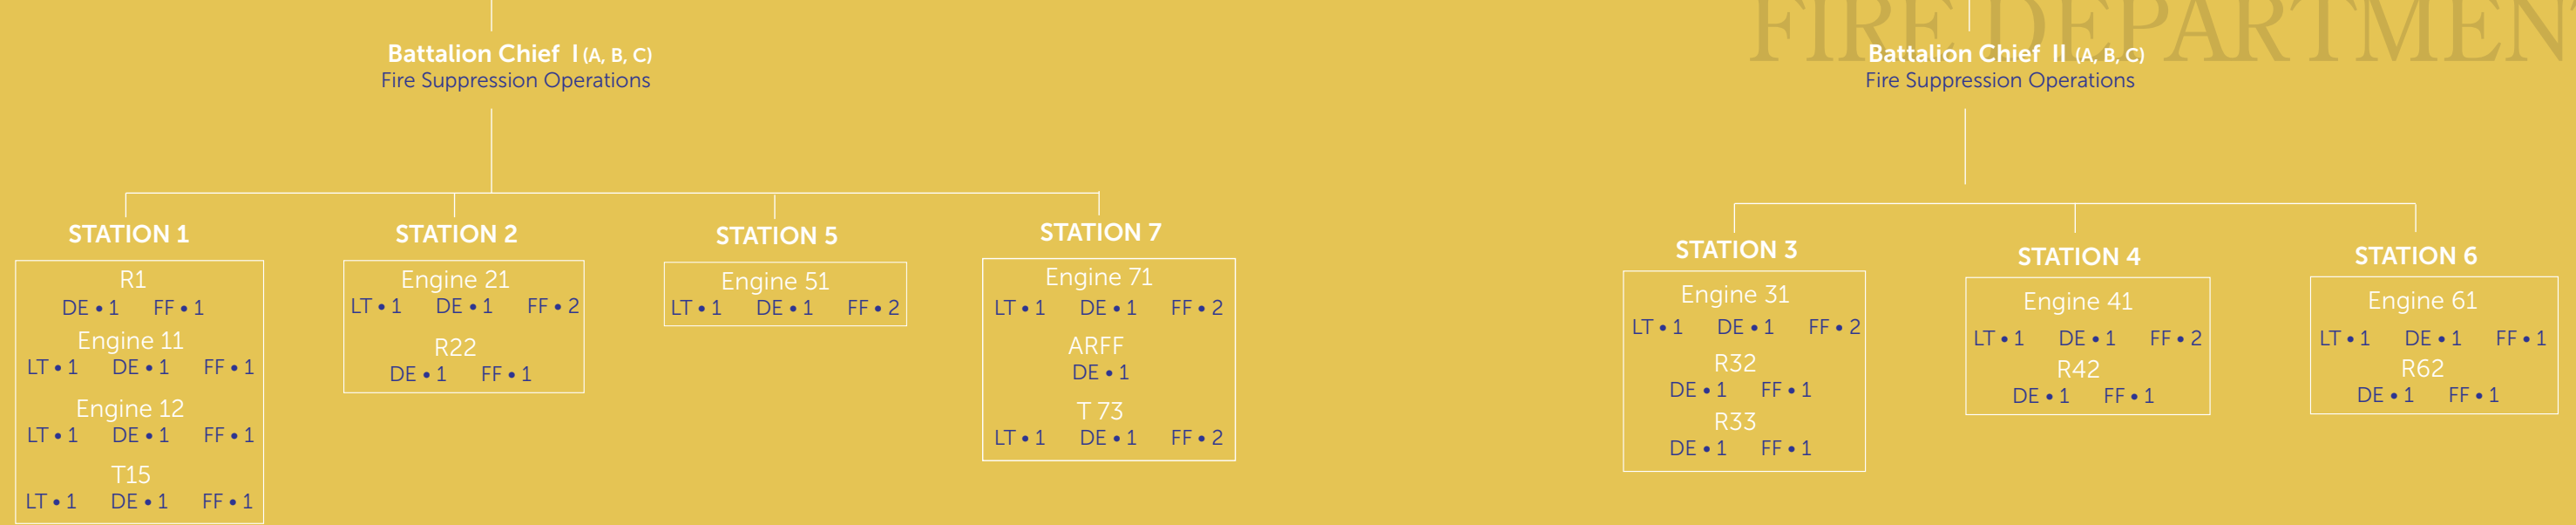 FIRE DEPARTMEN
Battalion Chief I (A, B, C)
Fire Suppression Operations
STATION 1
R1
DE • 1 FF • 1
Engine 11
LT • 1 DE • 1 FF • 1
Engine 12
LT • 1 DE • 1 FF • 1
T15
LT • 1 DE • 1 FF • 1
STATION 2
Engine 21
LT • 1 DE • 1 FF • 2
R22
DE • 1 FF • 1
STATION 5
Engine 51
LT • 1 DE • 1 FF • 2
STATION 7
Engine 71
LT • 1 DE • 1 FF • 2
ARFF
DE • 1
T 73
LT • 1 DE • 1 FF • 2
Battalion Chief II (A, B, C)
Fire Suppression Operations
STATION 3
Engine 31
LT • 1 DE • 1 FF • 2
R32
DE • 1 FF • 1
R33
DE • 1 FF • 1
STATION 4
Engine 41
LT • 1 DE • 1 FF • 2
R42
DE • 1 FF • 1
STATION 6
Engine 61
LT • 1 DE • 1 FF • 1
R62
DE • 1 FF • 1